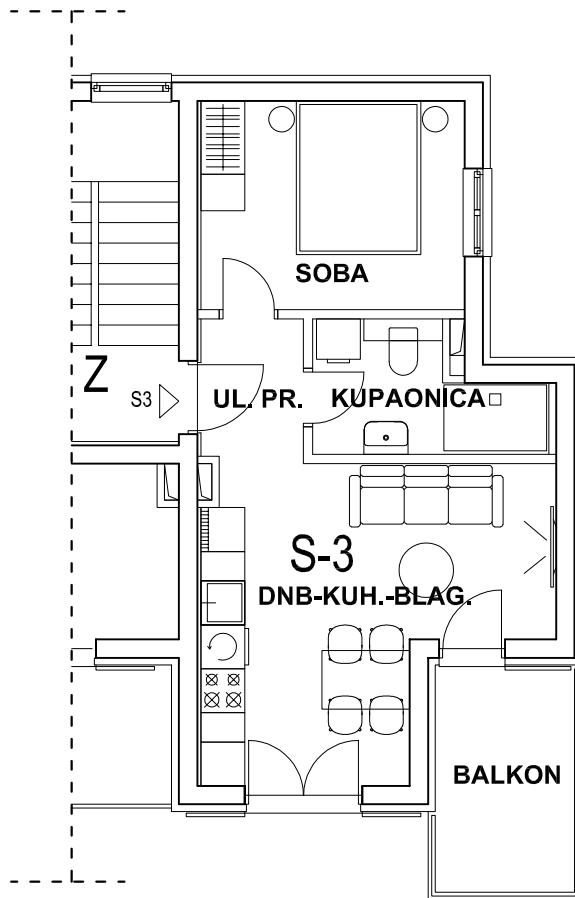 SOBA
Z
S3
UL. PR.
KUPAONICA
S-3
DNB-KUH.-BLAG.
BALKON